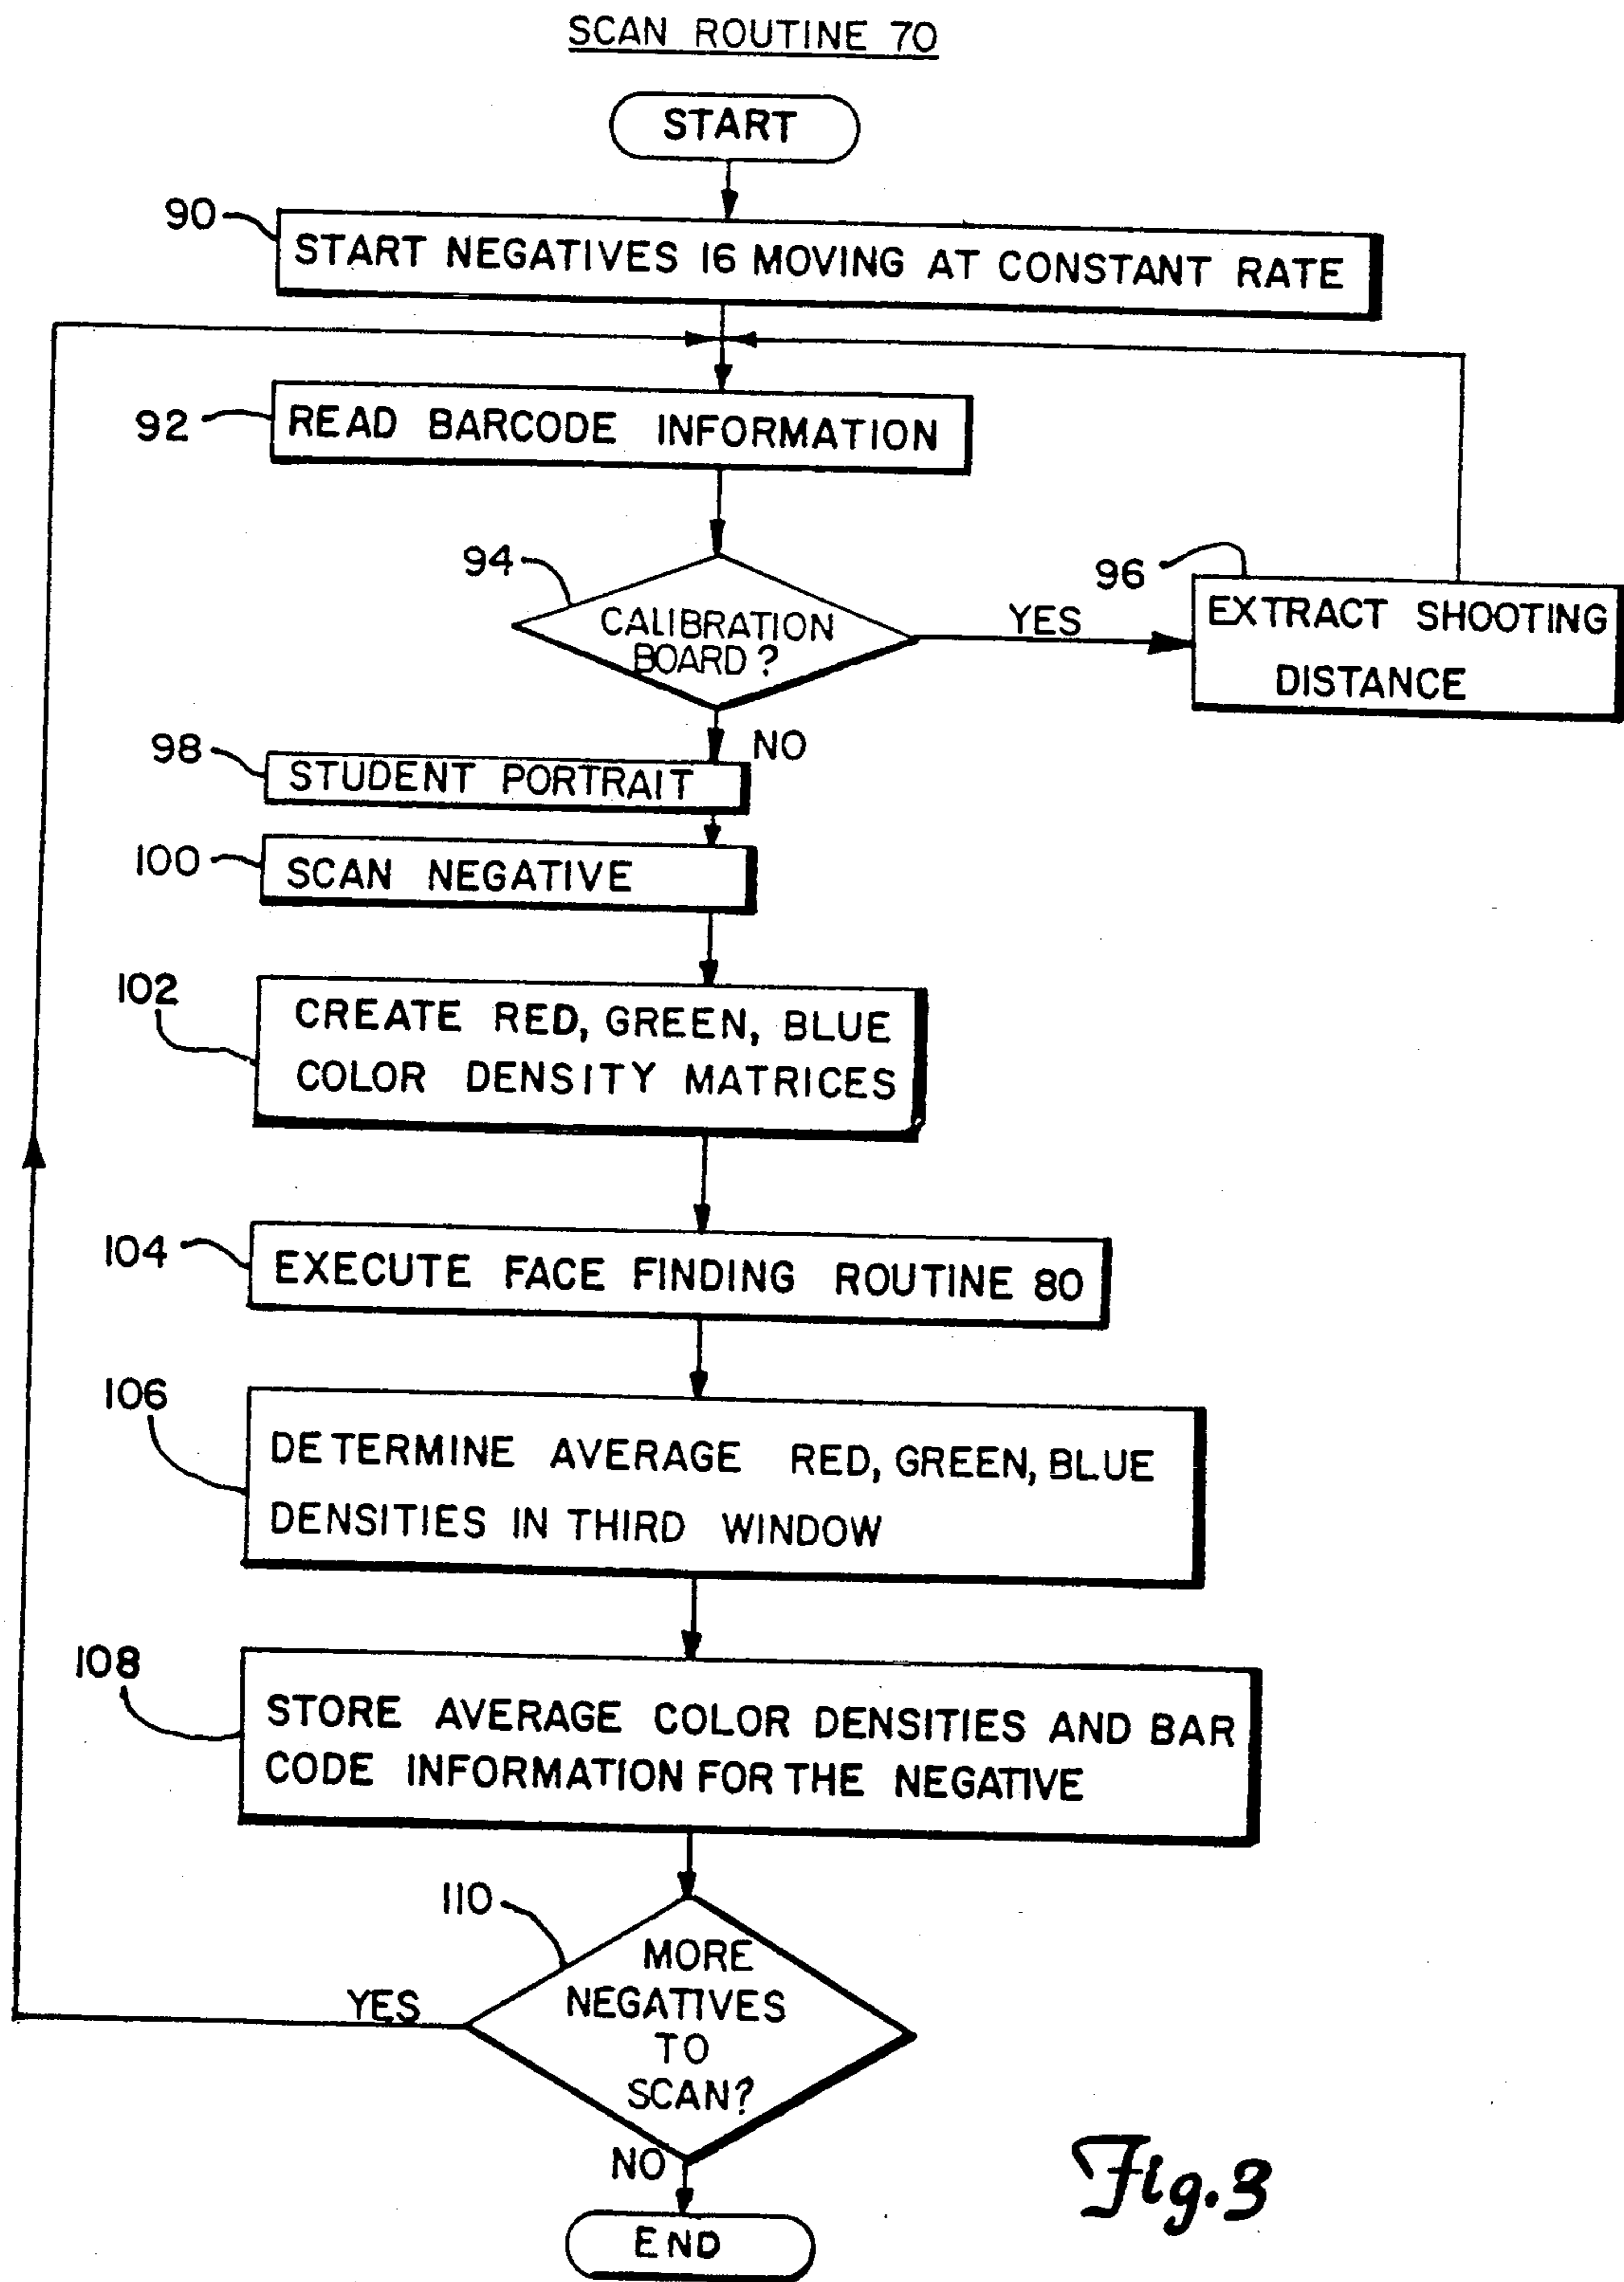 SCAN ROUTINE 70
START
90
START NEGATIVES 16 MOVING AT CONSTANT RATE
92
READ BARCODE INFORMATION
94
CALIBRATION
BOARD?
YES
96
EXTRACT SHOOTING
DISTANCE
NO
98
STUDENT PORTRAIT
100
SCAN NEGATIVE
102
CREATE RED, GREEN, BLUE
COLOR DENSITY MATRICES
104
EXECUTE FACE FINDING ROUTINE 80
106
DETERMINE AVERAGE RED, GREEN, BLUE
DENSITIES IN THIRD WINDOW
108
STORE AVERAGE COLOR DENSITIES AND BAR
CODE INFORMATION FOR THE NEGATIVE
110
MORE
NEGATIVES
TO
SCAN?
YES
NO
END
Fig. 3